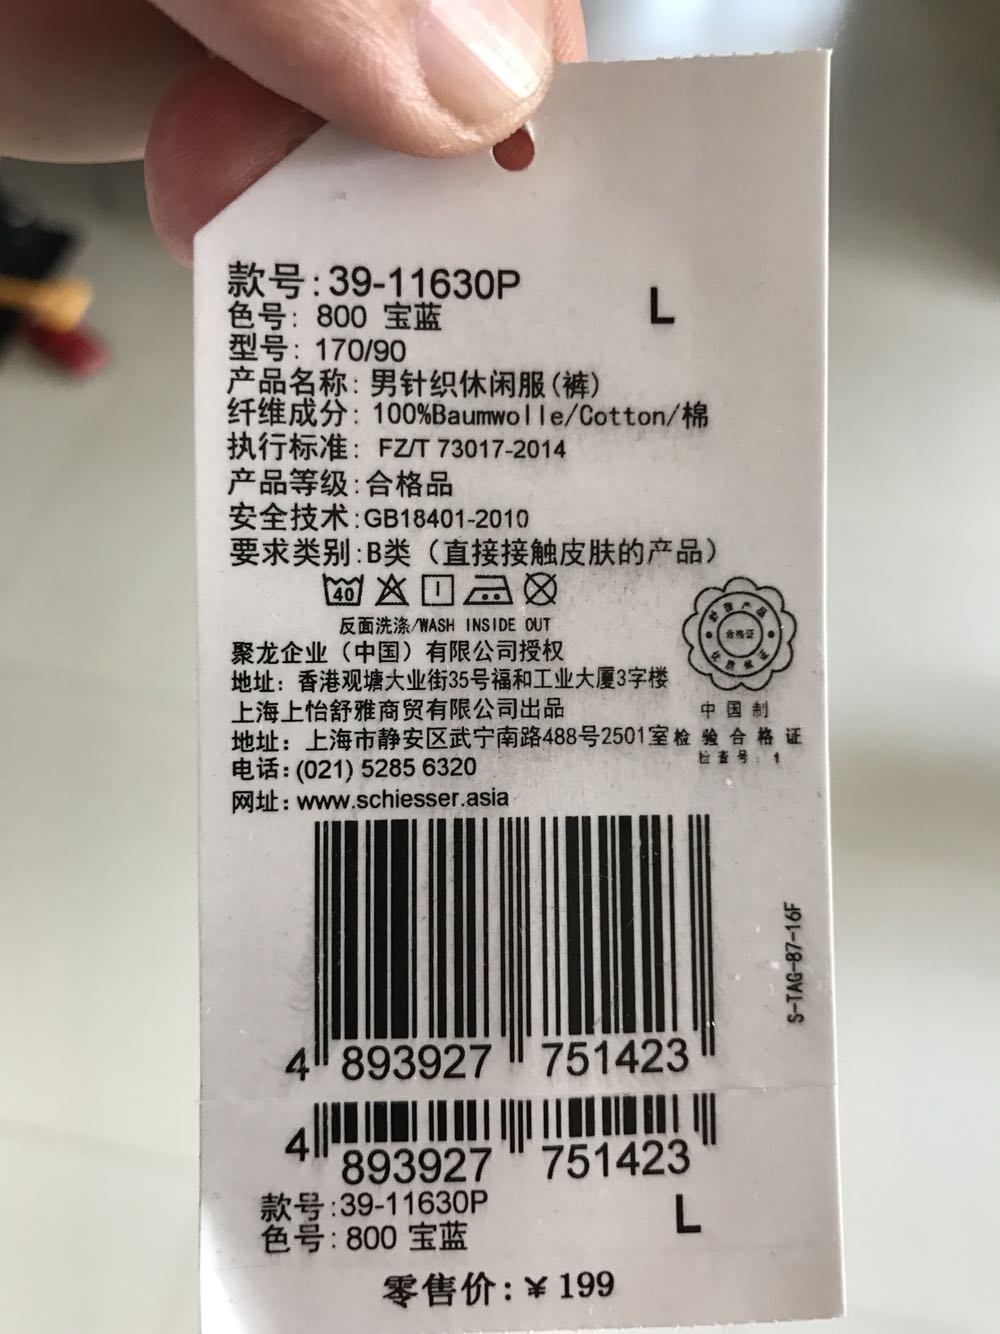 款号:39-11630P
L
色号: 800 宝蓝
型号: 170/90
产品名称: 男针织休闲服(裤)
纤维成分: 100%Baumwolle/Cotton/棉
执行标准: FZ/T 73017-2014
产品等级:合格品
安全技术:GB18401-2010
要求类别:B类（直接接触皮肤的产品）
40
反面洗涤/WASH INSIDE OUT
聚龙企业（中国）有限公司授权
地址: 香港观塘大业街35号福和工业大厦3字楼
上海上怡舒雅商贸有限公司出品
地址: 上海市静安区武宁南路488号2501室
电话:(021) 5285 6320
网址:www.schiesser.asia
合格证
中国制
检验合格证
检查号: 1
S-TAG-87-16F
4 893927 751423
4 893927 751423
款号:39-11630P
L
色号:800 宝蓝
零售价:¥199